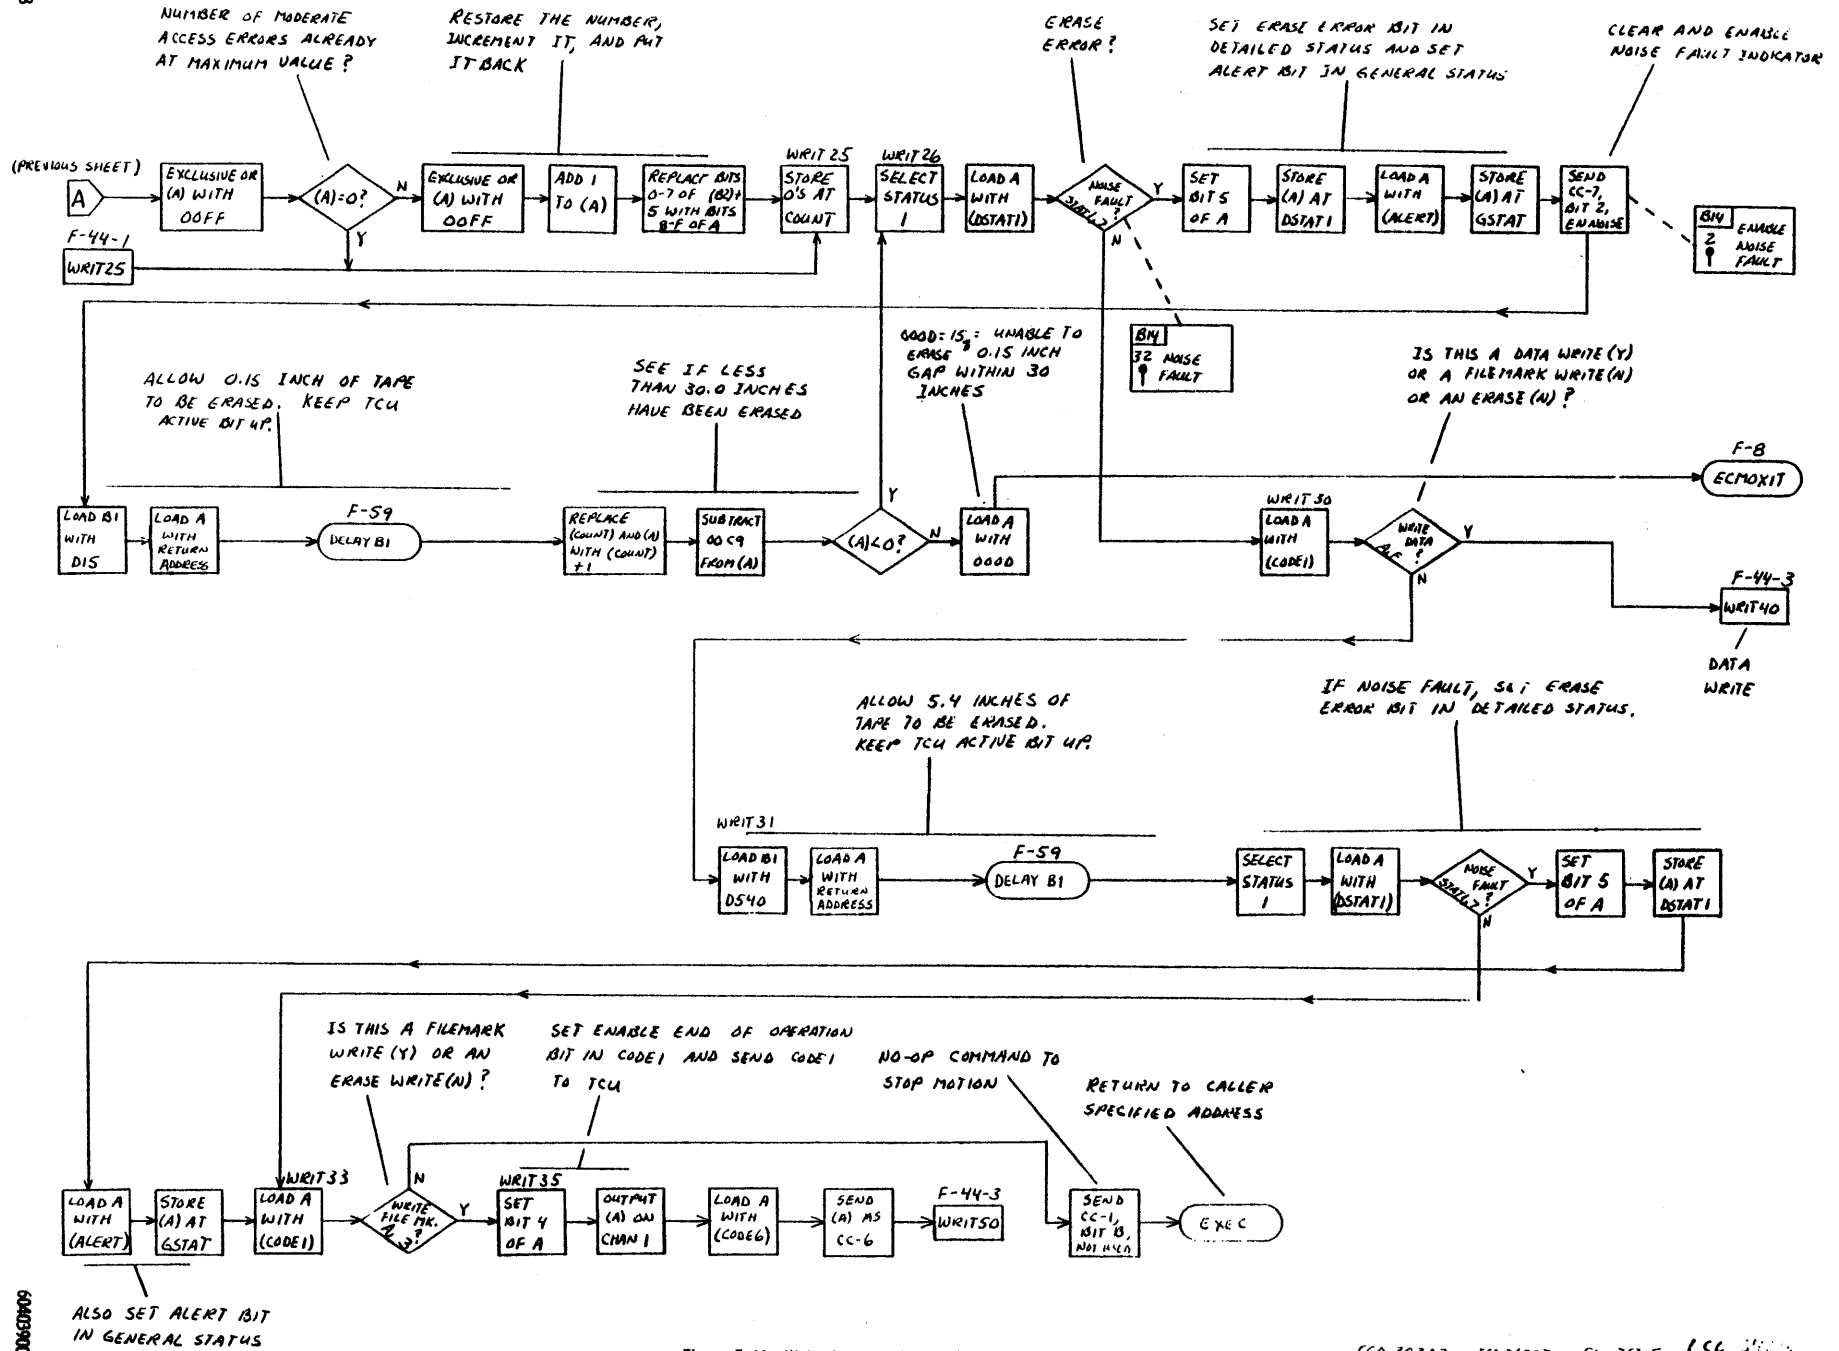 NUMBER OF MODERATE
ACCESS ERRORS ALREADY
AT MAXIMUM VALUE?
RESTORE THE NUMBER,
INCREMENT IT, AND PUT
IT BACK
ERASE
ERROR?
SET ERASE ERROR BIT IN
DETAILED STATUS AND SET
ALERT BIT IN GENERAL STATUS
CLEAR AND ENABLE
NOISE FAULT INDICATOR
(PREVIOUS SHEET)
A
EXCLUSIVE OR
(A) WITH
00FF
(A)=0?
N
Y
EXCLUSIVE OR
(A) WITH
00FF
ADD 1
TO (A)
REPLACE BITS
0-7 OF (B2)+
5 WITH BITS
8-F OF A
WRIT25
STORE
0'S AT
COUNT
WRIT26
SELECT
STATUS
1
LOAD A
WITH
(DSTAT1)
NOISE
FAULT
?
N
Y
SET
BIT 5
OF A
STORE
(A) AT
DSTAT1
LOAD A
WITH
(ALERT)
STORE
(A) AT
GSTAT
SEND
CC-7,
BIT 2,
ENNOISE
B14
2
ENABLE
NOISE
FAULT
F-44-1
WRIT25
B14
32 NOISE
FAULT
ALLOW 0.15 INCH OF TAPE
TO BE ERASED. KEEP TCU
ACTIVE BIT UP.
SEE IF LESS
THAN 30.0 INCHES
HAVE BEEN ERASED
000D=15₈: UNABLE TO
ERASE 0.15 INCH
GAP WITHIN 30
INCHES
IS THIS A DATA WRITE (Y)
OR A FILEMARK WRITE (N)
OR AN ERASE (N)?
LOAD B1
WITH
D15
LOAD A
WITH
RETURN
ADDRESS
F-59
DELAY B1
REPLACE
(COUNT) AND (A)
WITH (COUNT)
+1
SUBTRACT
00C9
FROM (A)
(A)<0?
Y
N
LOAD A
WITH
000D
F-8
ECMOXIT
WRIT30
LOAD A
WITH
(CODE1)
WRITE
DATA
?
Y
N
F-44-3
WRIT40
DATA
WRITE
ALLOW 5.4 INCHES OF
TAPE TO BE ERASED.
KEEP TCU ACTIVE BIT UP.
IF NOISE FAULT, SET ERASE
ERROR BIT IN DETAILED STATUS.
WRIT31
LOAD B1
WITH
D540
LOAD A
WITH
RETURN
ADDRESS
F-59
DELAY B1
SELECT
STATUS
1
LOAD A
WITH
(DSTAT1)
NOISE
FAULT
?
Y
N
SET
BIT 5
OF A
STORE
(A) AT
DSTAT1
IS THIS A FILEMARK
WRITE (Y) OR AN
ERASE WRITE (N)?
SET ENABLE END OF OPERATION
BIT IN CODE1 AND SEND CODE1
TO TCU
NO-OP COMMAND TO
STOP MOTION
RETURN TO CALLER
SPECIFIED ADDRESS
LOAD A
WITH
(ALERT)
STORE
(A) AT
GSTAT
WRIT33
LOAD A
WITH
(CODE1)
WRITE
FILE MK.
?
N
Y
WRIT35
SET
BIT 4
OF A
OUTPUT
(A) ON
CHAN 1
LOAD A
WITH
(CODE6)
SEND
(A) AS
CC-6
F-44-3
WRIT50
SEND
CC-1,
BIT B,
EXEC
ALSO SET ALERT BIT
IN GENERAL STATUS